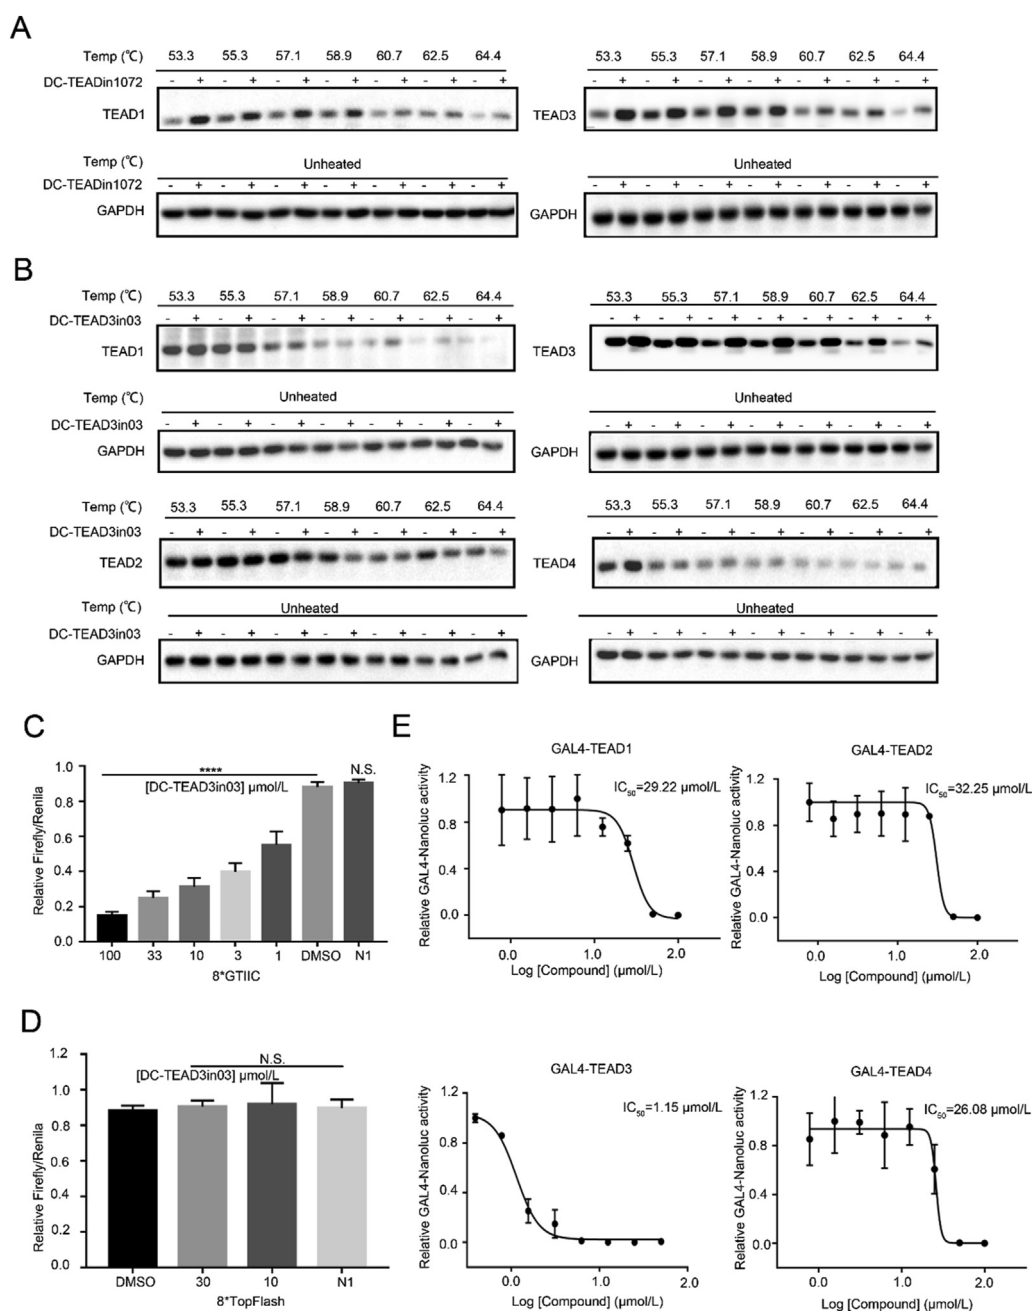 A
Temp (℃) 53.3 55.3 57.1 58.9 60.7 62.5 64.4
DC-TEADin1072 - + - + - + - + - + - + - +
TEAD1
Temp (℃) Unheated
DC-TEADin1072 - + - + - + - + - + - + - +
GAPDH
53.3 55.3 57.1 58.9 60.7 62.5 64.4
- + - + - + - + - + - + - +
TEAD3
Unheated
- + - + - + - + - + - + - +
GAPDH
B
Temp (℃) 53.3 55.3 57.1 58.9 60.7 62.5 64.4
DC-TEAD3in03 - + - + - + - + - + - + - +
TEAD1
Temp (℃) Unheated
DC-TEAD3in03 - + - + - + - + - + - + - +
GAPDH
53.3 55.3 57.1 58.9 60.7 62.5 64.4
- + - + - + - + - + - + - +
TEAD3
Unheated
- + - + - + - + - + - + - +
GAPDH
Temp (℃) 53.3 55.3 57.1 58.9 60.7 62.5 64.4
DC-TEAD3in03 - + - + - + - + - + - + - +
TEAD2
Temp (℃) Unheated
DC-TEAD3in03 - + - + - + - + - + - + - +
GAPDH
53.3 55.3 57.1 58.9 60.7 62.5 64.4
- + - + - + - + - + - + - +
TEAD4
Unheated
- + - + - + - + - + - + - +
GAPDH
C
Relative Firefly/Renila
1.0
0.8
0.6
0.4
0.2
0.0
****
N.S.
[DC-TEAD3in03] μmol/L
100 33 10 3 1 DMSO N1
8*GTIIC
D
Relative Firefly/Renila
1.2
1.0
0.8
0.6
0.4
0.2
0.0
N.S.
[DC-TEAD3in03] μmol/L
DMSO 30 10 N1
8*TopFlash
E
GAL4-TEAD1
Relative GAL4-Nanoluc activity
1.2
0.8
0.4
0.0
IC50=29.22 μmol/L
0.0 1.0 2.0
Log [Compound] (μmol/L)
GAL4-TEAD2
Relative GAL4-Nanoluc activity
1.2
0.8
0.4
0.0
IC50=32.25 μmol/L
0.0 1.0 2.0
Log [Compound] (μmol/L)
GAL4-TEAD3
Relative GAL4-Nanoluc activity
1.2
0.8
0.4
0.0
IC50=1.15 μmol/L
0.0 1.0 2.0
Log [Compound] (μmol/L)
GAL4-TEAD4
Relative GAL4-Nanoluc activity
1.2
0.8
0.4
0.0
IC50=26.08 μmol/L
0.0 1.0 2.0
Log [Compound] (μmol/L)